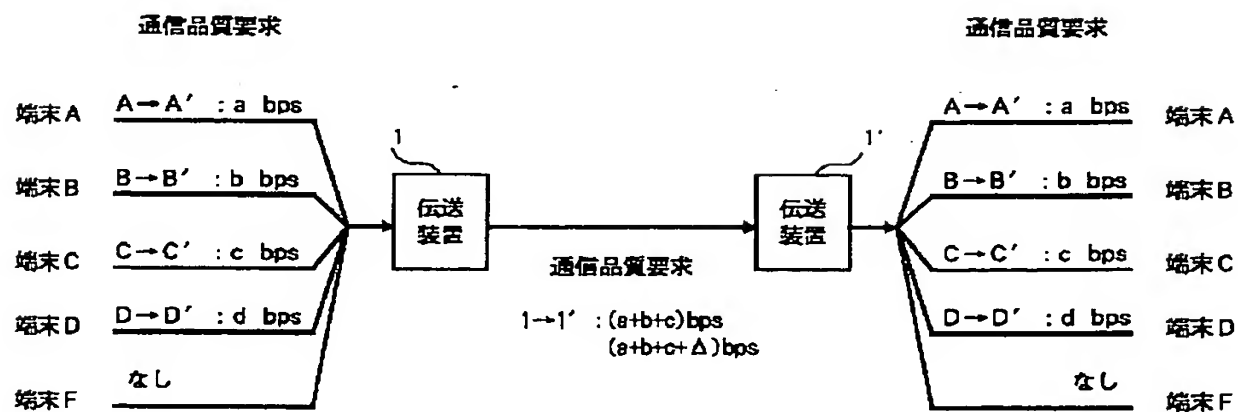 通信品質要求
通信品質要求
端末A
A→A′ :a bps
A→A′ :a bps
端末A
1
1′
端末B
B→B′ :b bps
B→B′ :b bps
端末B
伝送
装置
伝送
装置
端末C
C→C′ :c bps
通信品質要求
C→C′ :c bps
端末C
端末D
D→D′ :d bps
1→1′ :(a+b+c)bps
(a+b+c+Δ)bps
D→D′ :d bps
端末D
なし
なし
端末F
端末F